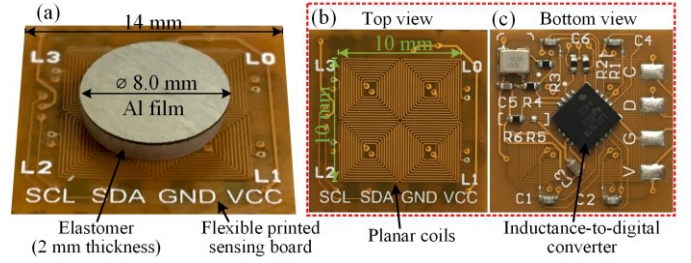 (a)
14 mm
L3
L0
⌀ 8.0 mm
Al film
L2
L1
SCL SDA GND VCC
Elastomer
(2 mm thickness)
Flexible printed
sensing board
(b)
Top view
10 mm
10 mm
L3
L0
L2
L1
SCL SDA GND VCC
Planar coils
(c)
Bottom view
C6
C4
R2
R1
R3
C
C5 R4
D
R6 R5
G
C3
V
C1
C2
Inductance-to-digital
converter